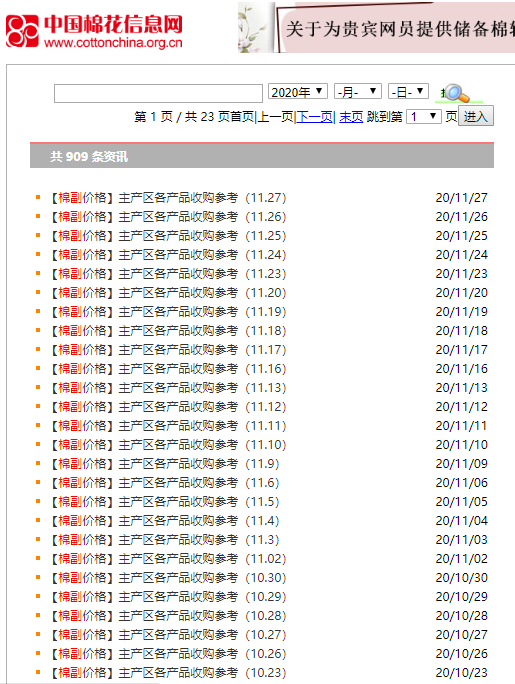 中国棉花信息网
www.cottonchina.org.cn
关于为贵宾网员提供储备棉
2020年 -月- -日-
第 1 页 / 共 23 页首页|上一页|下一页| 末页 跳到第 1 页 进入
共 909 条资讯
【棉副价格】主产区各产品收购参考（11.27） 20/11/27
【棉副价格】主产区各产品收购参考（11.26） 20/11/26
【棉副价格】主产区各产品收购参考（11.25） 20/11/25
【棉副价格】主产区各产品收购参考（11.24） 20/11/24
【棉副价格】主产区各产品收购参考（11.23） 20/11/23
【棉副价格】主产区各产品收购参考（11.20） 20/11/20
【棉副价格】主产区各产品收购参考（11.19） 20/11/19
【棉副价格】主产区各产品收购参考（11.18） 20/11/18
【棉副价格】主产区各产品收购参考（11.17） 20/11/17
【棉副价格】主产区各产品收购参考（11.16） 20/11/16
【棉副价格】主产区各产品收购参考（11.13） 20/11/13
【棉副价格】主产区各产品收购参考（11.12） 20/11/12
【棉副价格】主产区各产品收购参考（11.11） 20/11/11
【棉副价格】主产区各产品收购参考（11.10） 20/11/10
【棉副价格】主产区各产品收购参考（11.9） 20/11/09
【棉副价格】主产区各产品收购参考（11.6） 20/11/06
【棉副价格】主产区各产品收购参考（11.5） 20/11/05
【棉副价格】主产区各产品收购参考（11.4） 20/11/04
【棉副价格】主产区各产品收购参考（11.3） 20/11/03
【棉副价格】主产区各产品收购参考（11.02） 20/11/02
【棉副价格】主产区各产品收购参考（10.30） 20/10/30
【棉副价格】主产区各产品收购参考（10.29） 20/10/29
【棉副价格】主产区各产品收购参考（10.28） 20/10/28
【棉副价格】主产区各产品收购参考（10.27） 20/10/27
【棉副价格】主产区各产品收购参考（10.26） 20/10/26
【棉副价格】主产区各产品收购参考（10.23） 20/10/23